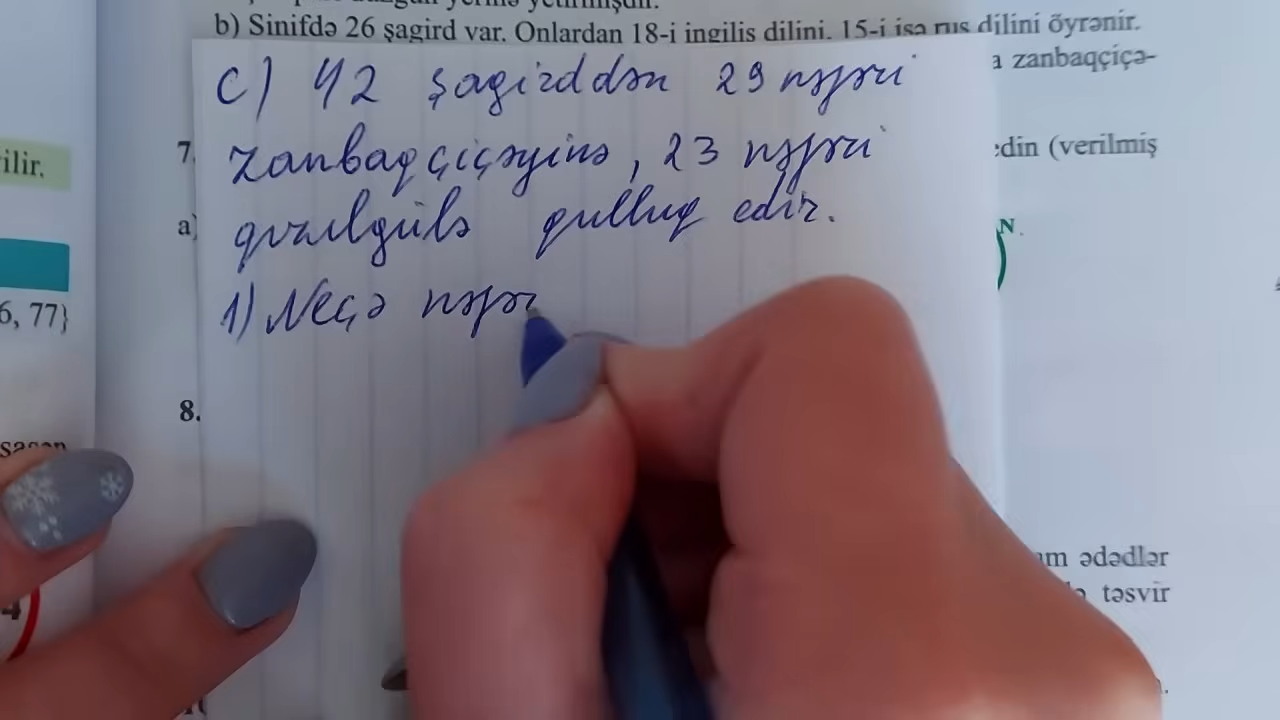 b) Sinifdə 26 şagird var. Onlardan 18-i ingilis dilini, 15-i isə rus dilini öyrənir.
a zanbaqçiçə-
C) 42 şagirddən 29 nəfəri
zanbaqçiçəyinə, 23 nəfəri
qızılgülə qulluq edir.
1) Neçə nəfər
7
edin (verilmiş
ilir.
a)
N.
6, 77}
8.
am ədədlər
təsvir